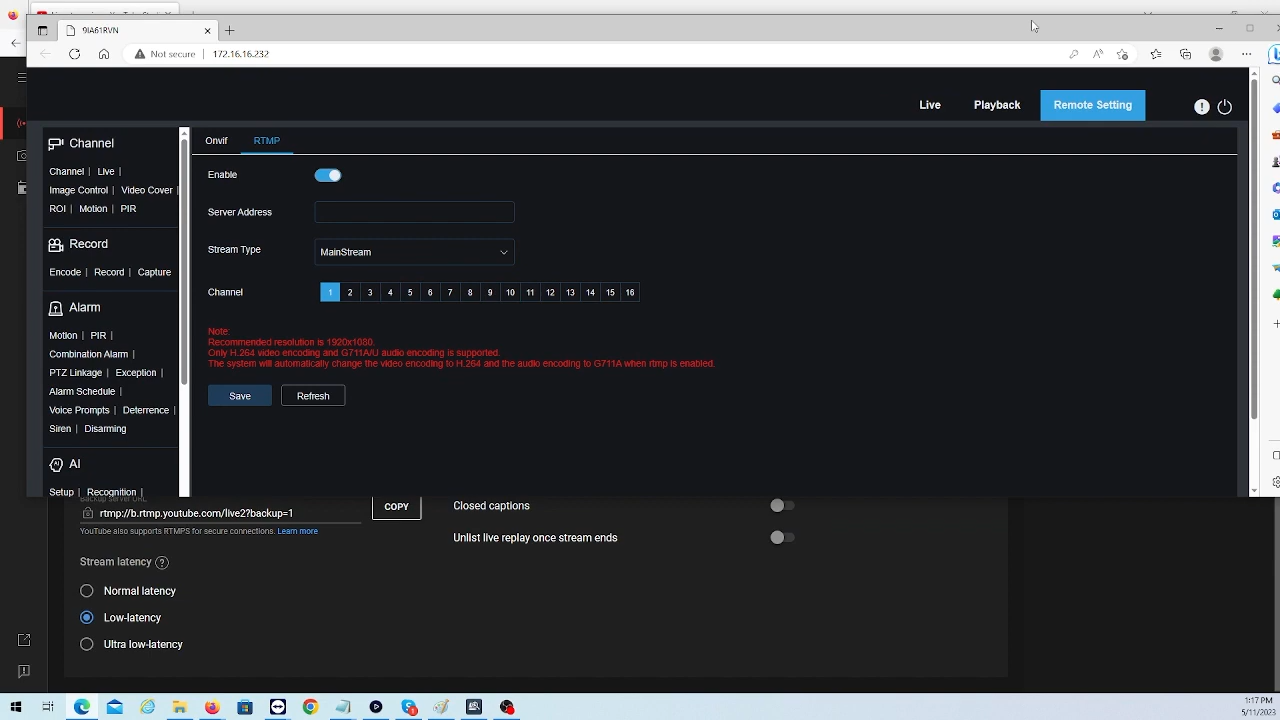 9IA61RVN
Not secure | 172.16.16.232
Live Playback Remote Setting
Channel
Channel | Live |
Image Control | Video Cover |
ROI | Motion | PIR
Record
Encode | Record | Capture
Alarm
Motion | PIR |
Combination Alarm |
PTZ Linkage | Exception |
Alarm Schedule |
Voice Prompts | Deterrence |
Siren | Disarming
AI
Setup | Recognition |
Onvif RTMP
Enable
Server Address
Stream Type MainStream
Channel 1 2 3 4 5 6 7 8 9 10 11 12 13 14 15 16
Note:
Recommended resolution is 1920x1080.
Only H.264 video encoding and G711A/U audio encoding is supported.
The system will automatically change the video encoding to H.264 and the audio encoding to G711A when rtmp is enabled.
Save Refresh
Backup server URL
rtmp://b.rtmp.youtube.com/live2?backup=1
COPY
YouTube also supports RTMPS for secure connections. Learn more
Stream latency
Normal latency
Low-latency
Ultra low-latency
Closed captions
Unlist live replay once stream ends
1:17 PM
5/11/2023